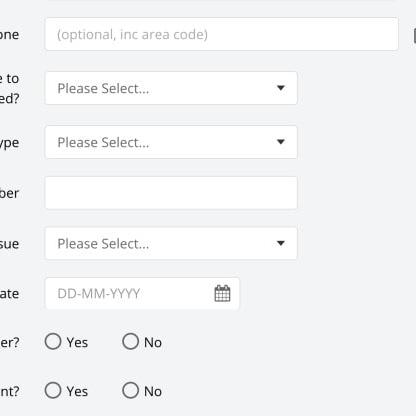 one (optional, inc area code)
e to
ed?
Please Select...
ype Please Select...
ber
sue Please Select...
ate DD-MM-YYYY
er? Yes No
nt? Yes No